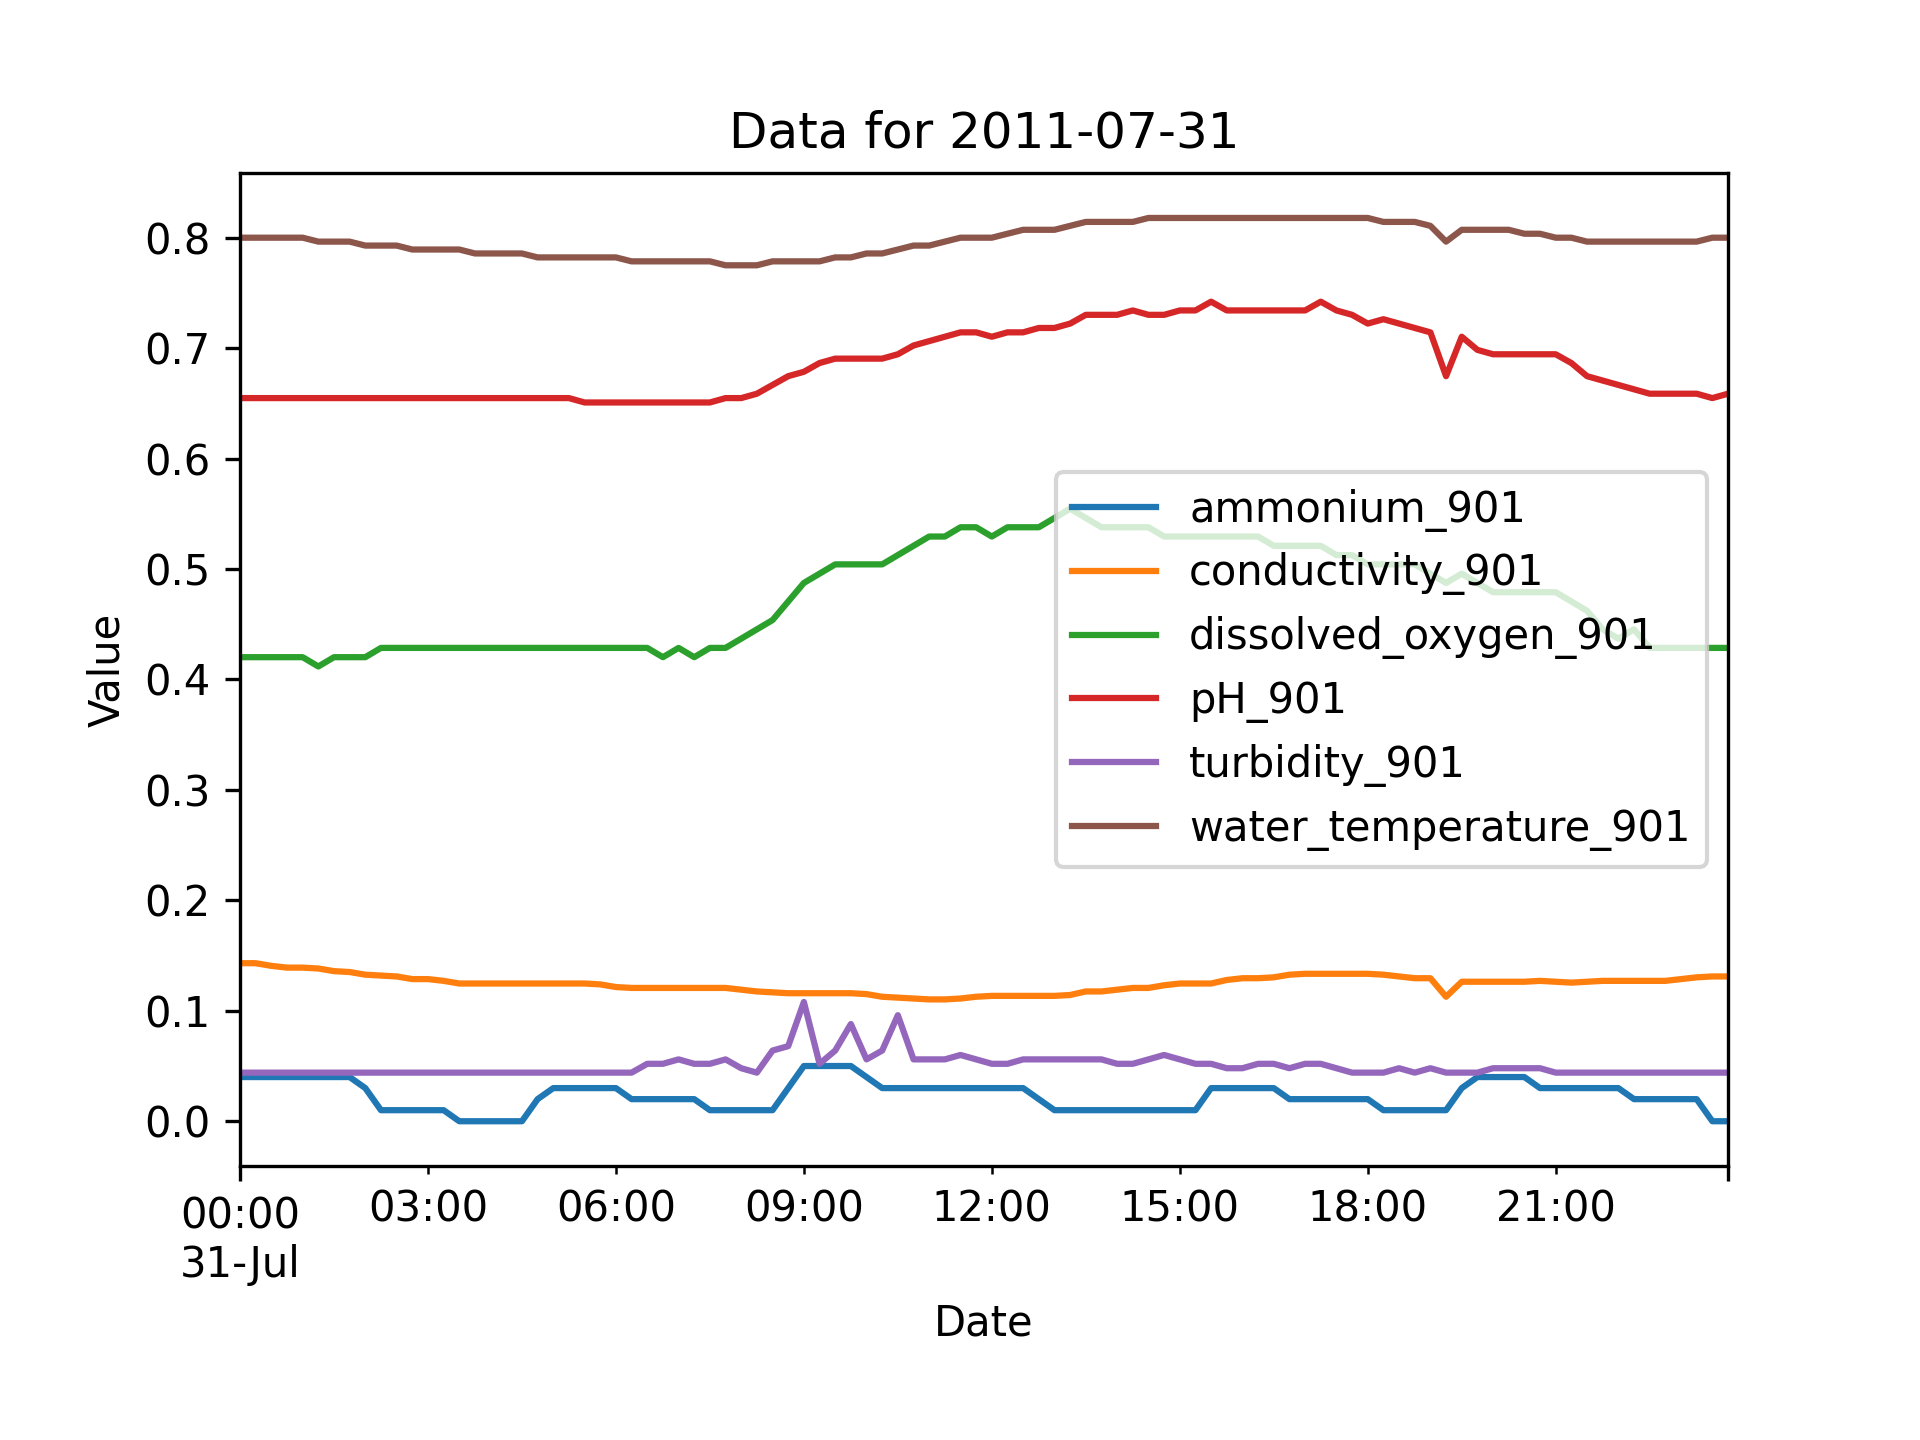 Data for 2011-07-31
0.8
0.7
0.6
0.5
0.4
0.3
0.2
0.1
0.0
Value
ammonium_901
conductivity_901
dissolved_oxygen_901
pH_901
turbidity_901
water_temperature_901
00:00 03:00 06:00 09:00 12:00 15:00 18:00 21:00
31-Jul
Date